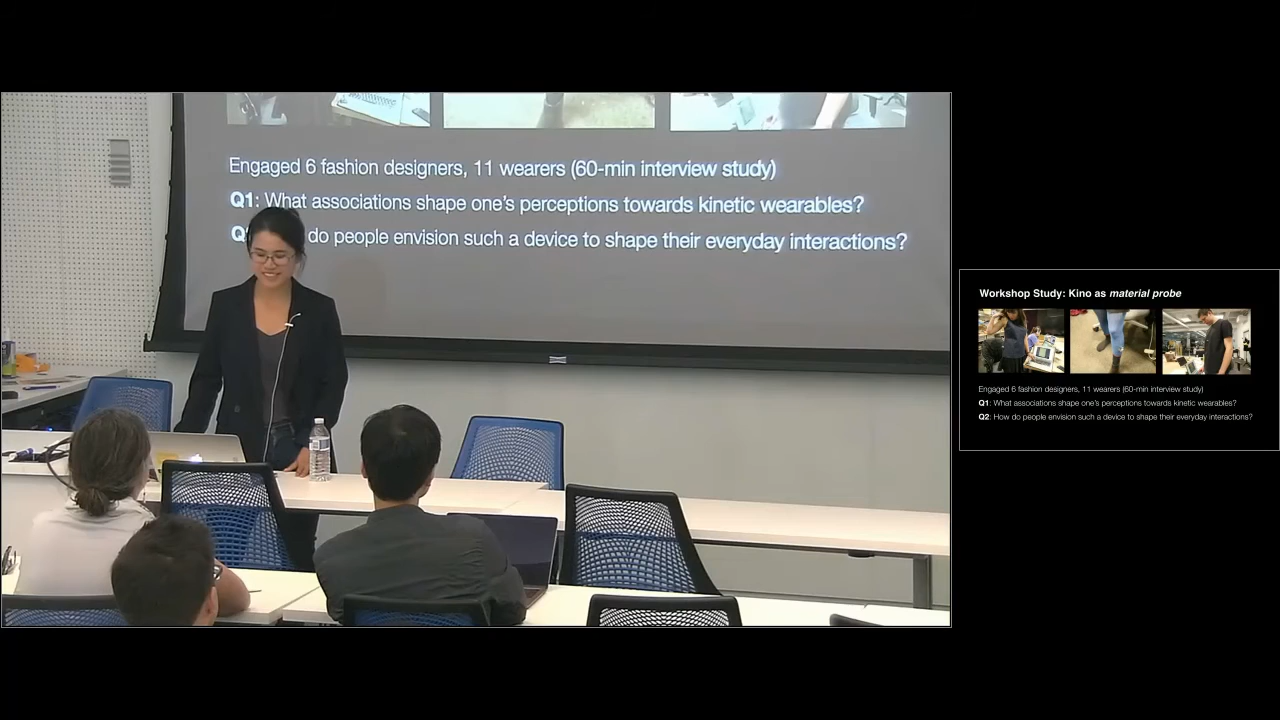 Engaged 6 fashion designers, 11 wearers (60-min interview study)
Q1: What associations shape one's perceptions towards kinetic wearables?
do people envision such a device to shape their everyday interactions?
Workshop Study: Kino as material probe
Engaged 6 fashion designers, 11 wearers (60-min interview study)
Q1: What associations shape one's perceptions towards kinetic wearables?
Q2: How do people envision such a device to shape their everyday interactions?